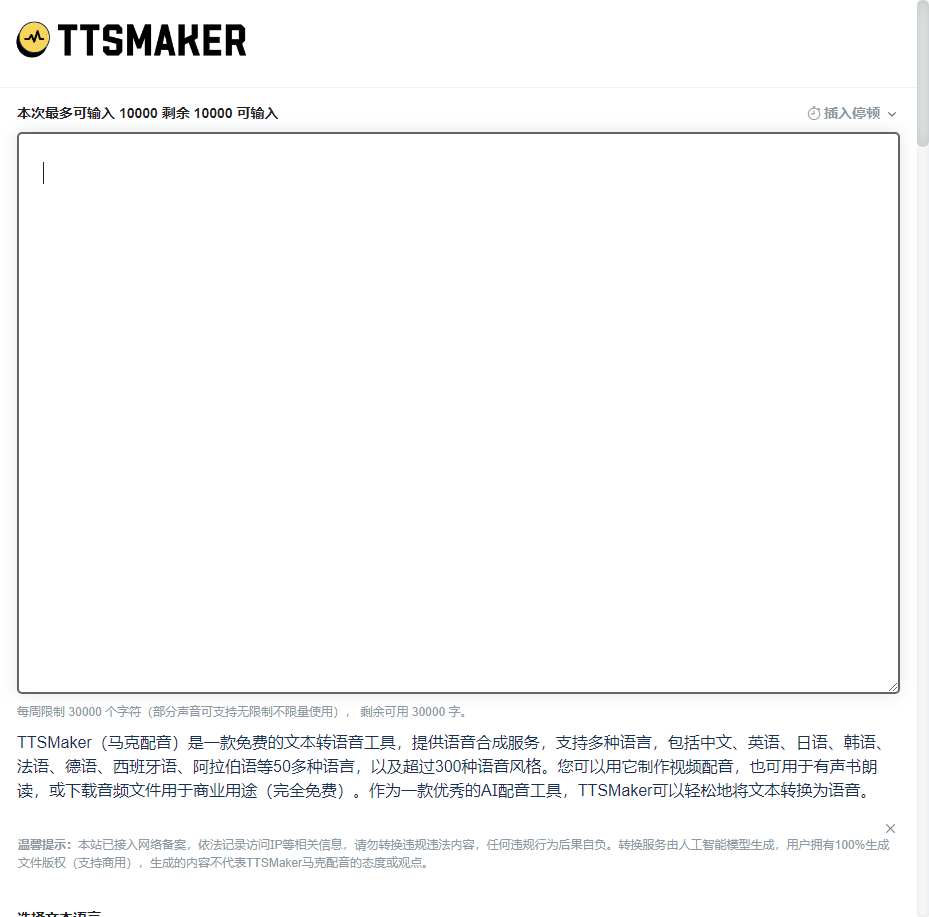 TTSMAKER
本次最多可输入 10000 剩余 10000 可输入
插入停顿
每周限制 30000 个字符（部分声音可支持无限制不限量使用）， 剩余可用 30000 字。
TTSMaker（马克配音）是一款免费的文本转语音工具，提供语音合成服务，支持多种语言，包括中文、英语、日语、韩语、
法语、德语、西班牙语、阿拉伯语等50多种语言，以及超过300种语音风格。您可以用它制作视频配音，也可用于有声书朗
读，或下载音频文件用于商业用途（完全免费）。作为一款优秀的AI配音工具，TTSMaker可以轻松地将文本转换为语音。
温馨提示：本站已接入网络备案，依法记录访问IP等相关信息，请勿转换违规违法内容，任何违规行为后果自负。转换服务由人工智能模型生成，用户拥有100%生成
文件版权（支持商用），生成的内容不代表TTSMaker马克配音的态度或观点。
选择文本语言